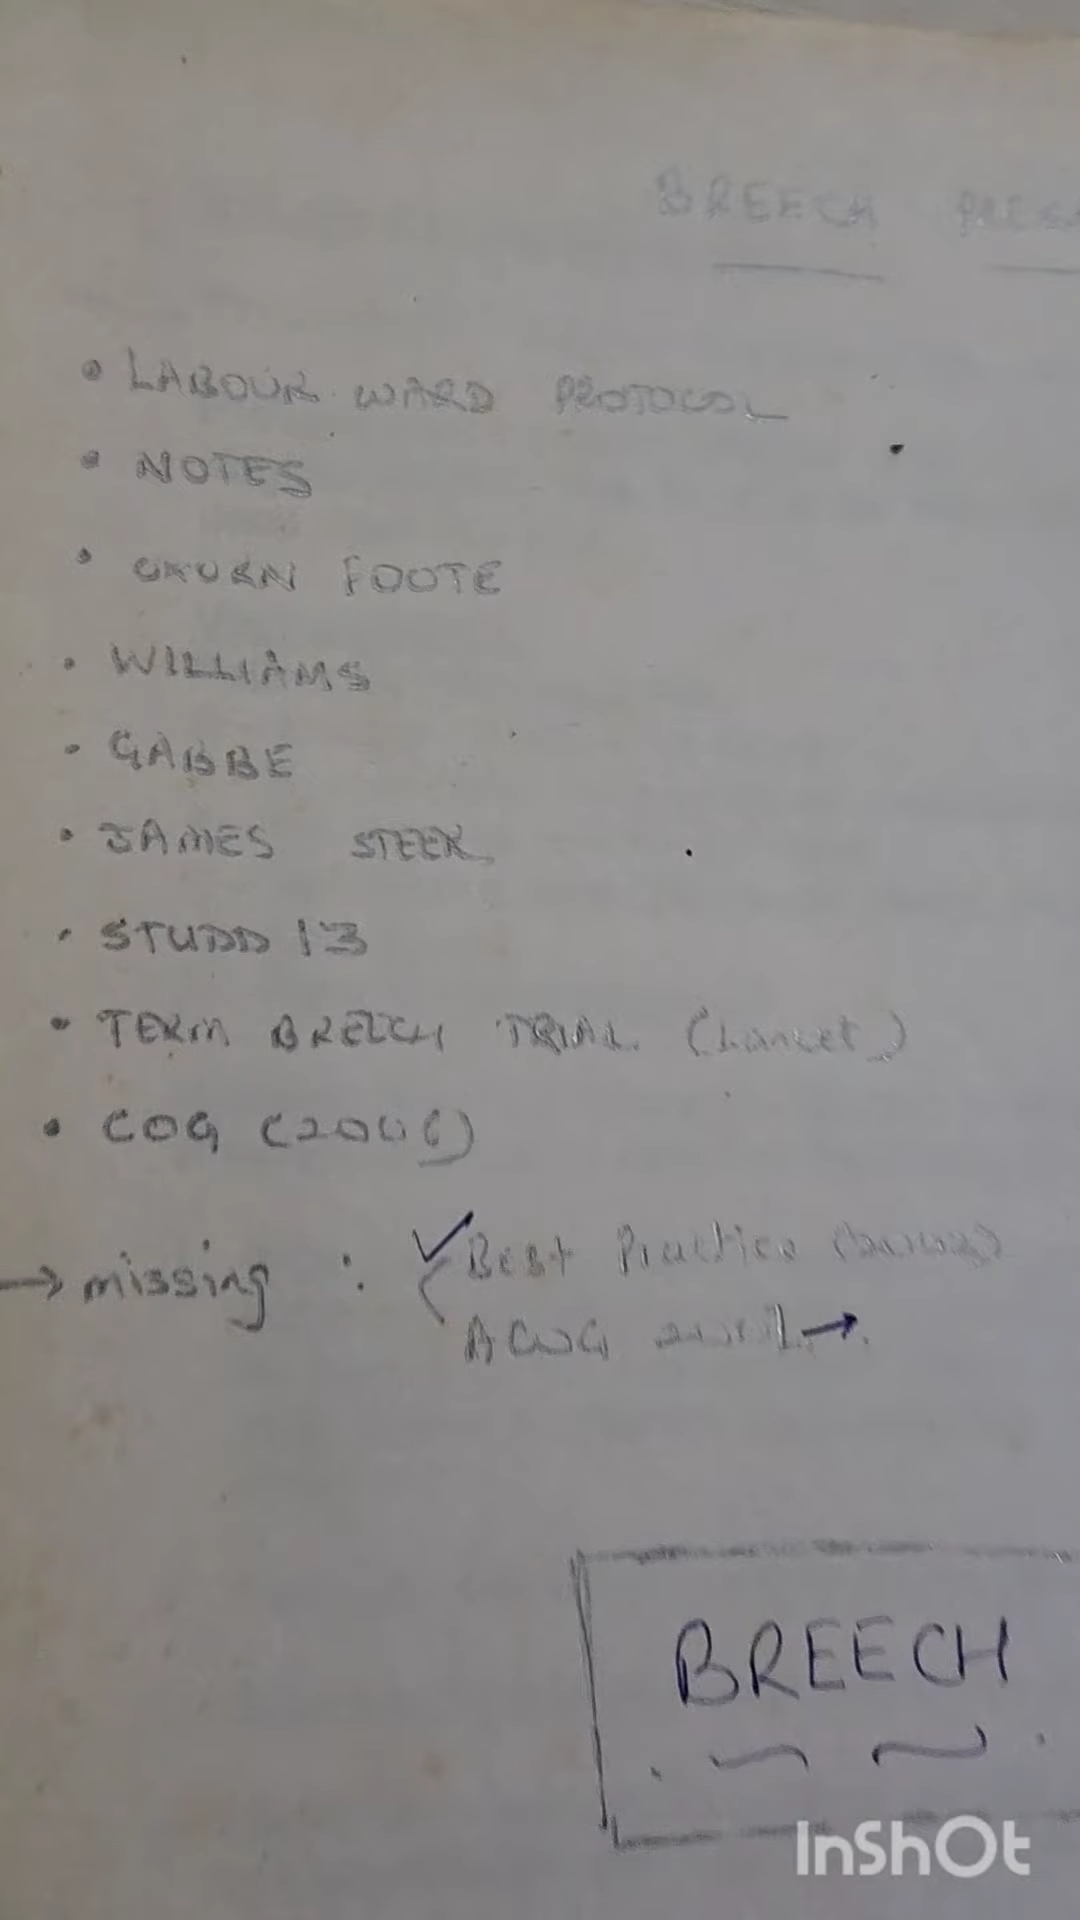 BREECH
• LABOUR WARD PROTOCOL
• NOTES
• FOOTE
• WILLIAMS
• GABBE
• JAMES STEER
• STUDD 13
• TERM BREECH TRIAL (Lancet)
• COG (2006)
→ missing : ✓ Best Practice
ACOG →
BREECH
InShOt